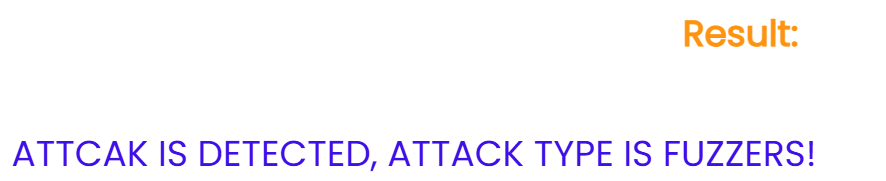 Result:
ATTCAK IS DETECTED, ATTACK TYPE IS FUZZERS!